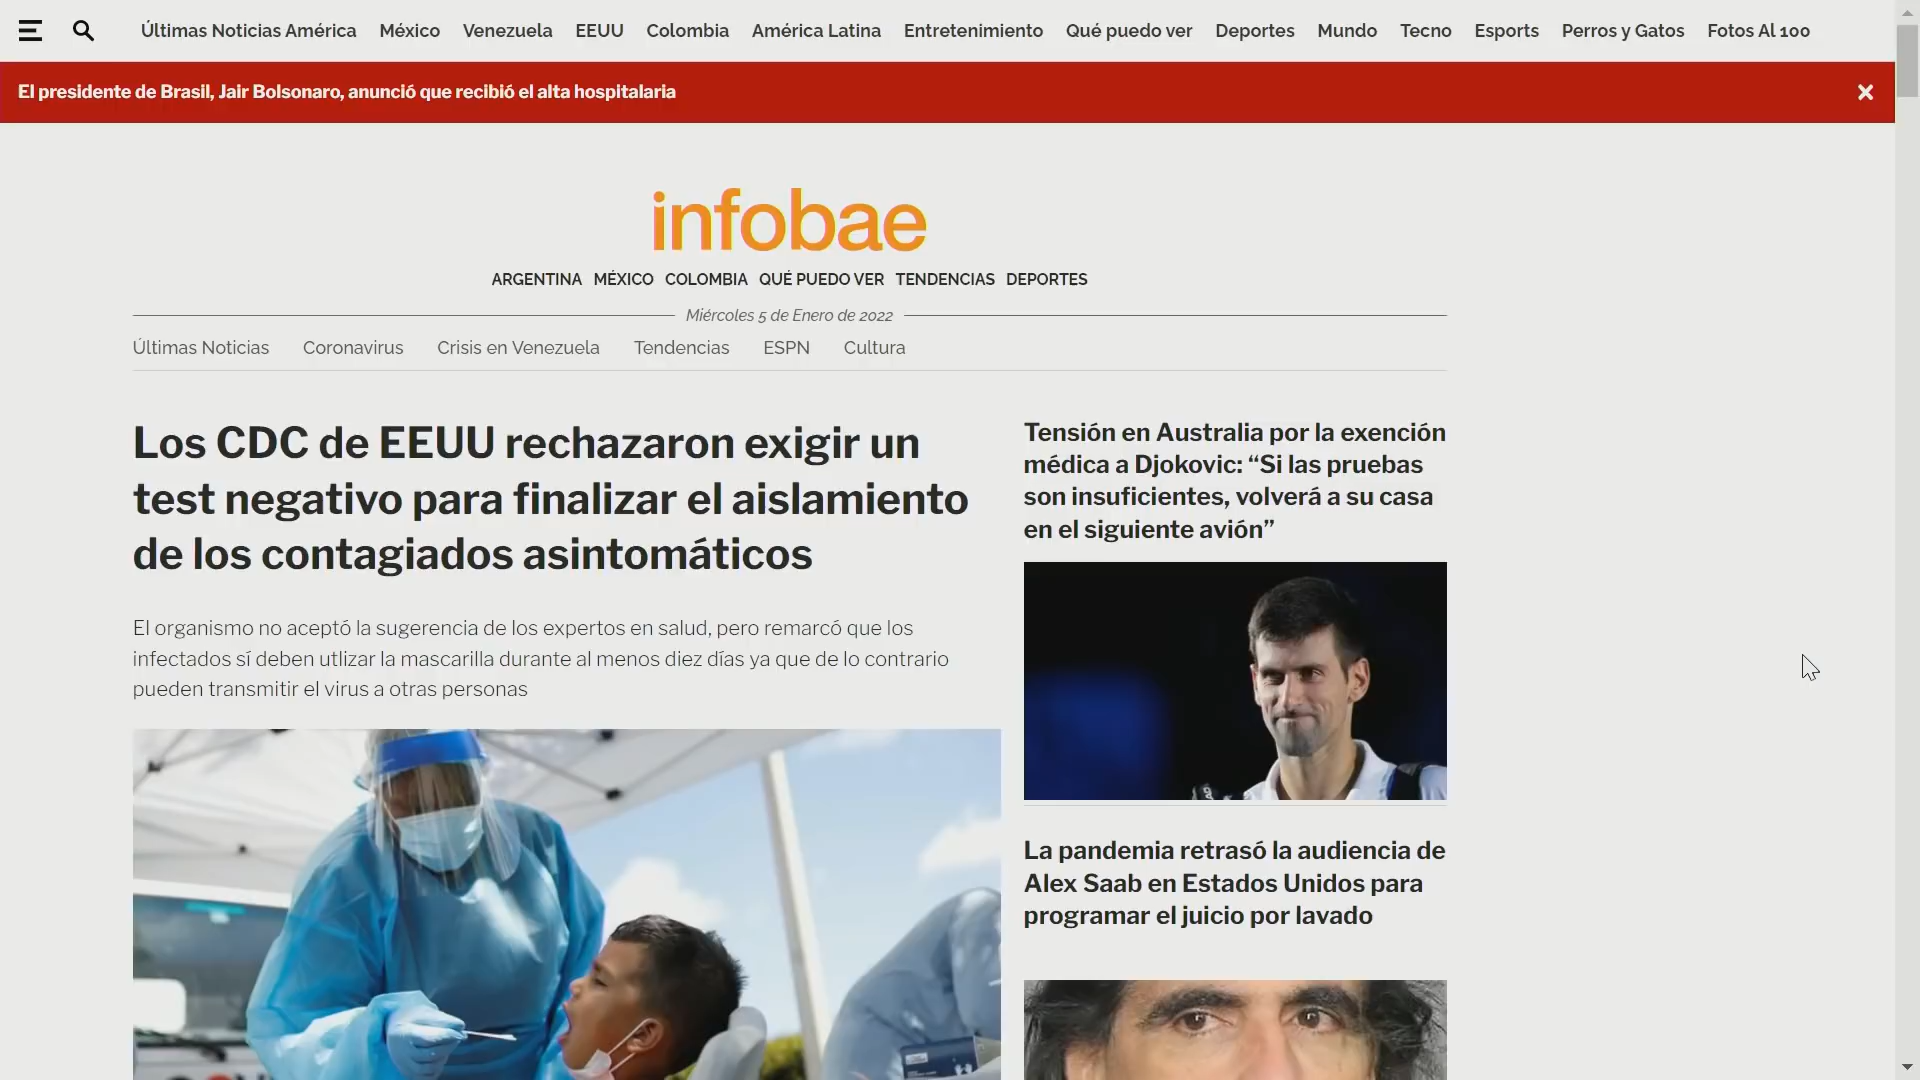 Últimas Noticias América México Venezuela EEUU Colombia América Latina Entretenimiento Qué puedo ver Deportes Mundo Tecno Esports Perros y Gatos Fotos Al 100
El presidente de Brasil, Jair Bolsonaro, anunció que recibió el alta hospitalaria
infobae
ARGENTINA MÉXICO COLOMBIA QUÉ PUEDO VER TENDENCIAS DEPORTES
Miércoles 5 de Enero de 2022
Últimas Noticias Coronavirus Crisis en Venezuela Tendencias ESPN Cultura
Los CDC de EEUU rechazaron exigir un
test negativo para finalizar el aislamiento
de los contagiados asintomáticos
El organismo no aceptó la sugerencia de los expertos en salud, pero remarcó que los
infectados sí deben utlizar la mascarilla durante al menos diez días ya que de lo contrario
pueden transmitir el virus a otras personas
Tensión en Australia por la exención
médica a Djokovic: “Si las pruebas
son insuficientes, volverá a su casa
en el siguiente avión”
La pandemia retrasó la audiencia de
Alex Saab en Estados Unidos para
programar el juicio por lavado